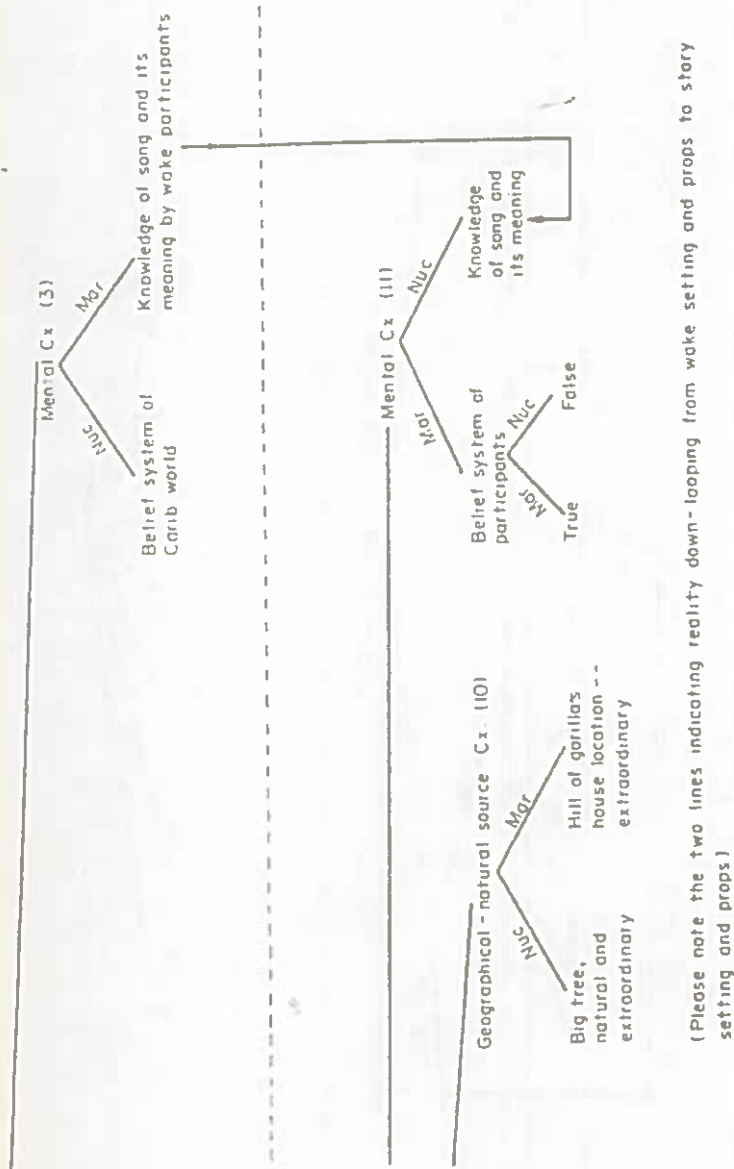 Mental Cx (3)
Nuc
Mar
Belief system of
Carib world
Knowledge of song and its
meaning by wake participants
Mental Cx (11)
Mar
Nuc
Belief system of
participants
Knowledge
of song and
its meaning
Mar
Nuc
True
False
Geographical - natural source Cx. (10)
Nuc
Mar
Big tree,
natural and
extraordinary
Hill of gorilla's
house location --
extraordinary
(Please note the two lines indicating reality down-looping from wake setting and props to story
setting and props)